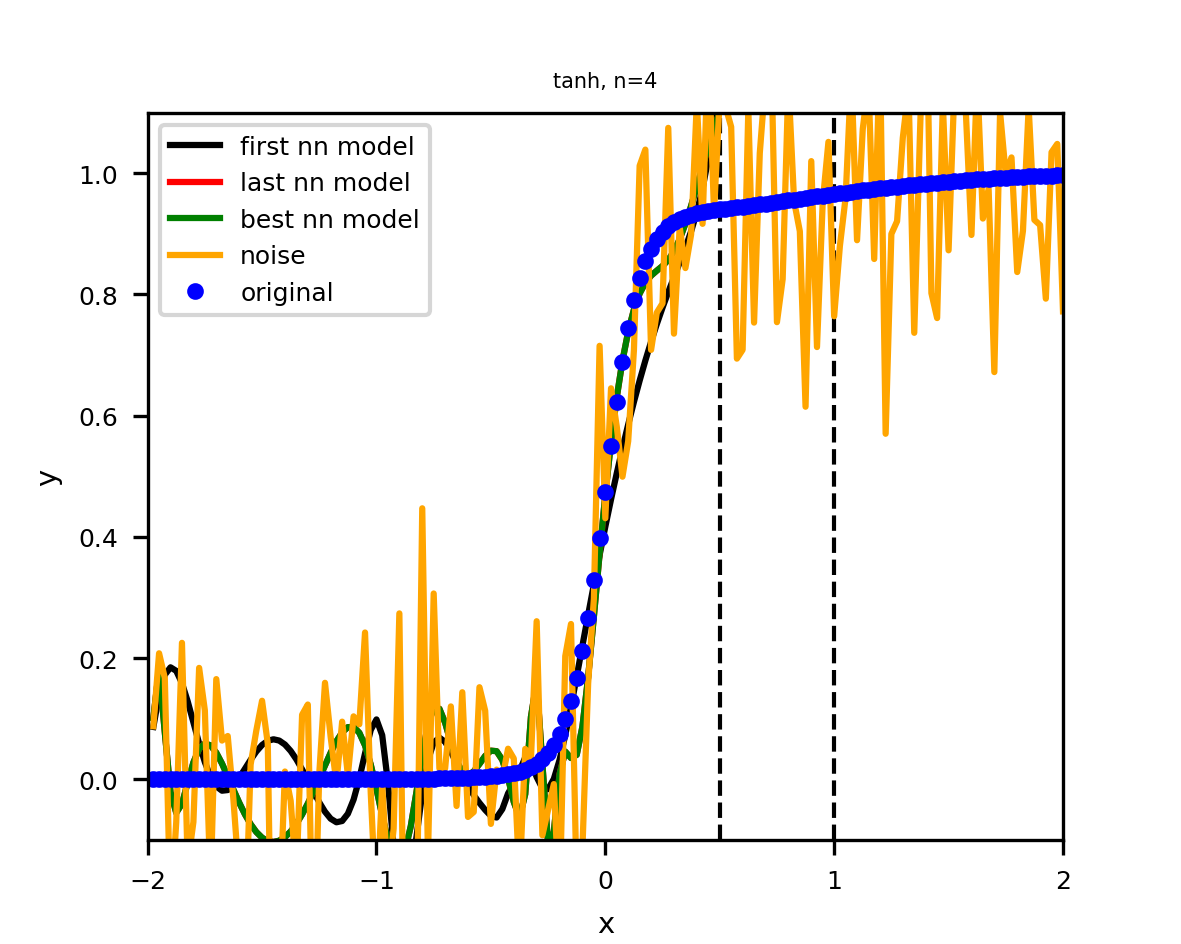 tanh, n=4
first nn model
last nn model
best nn model
noise
original
1.0
0.8
0.6
0.4
0.2
0.0
y
−2
−1
0
1
2
x